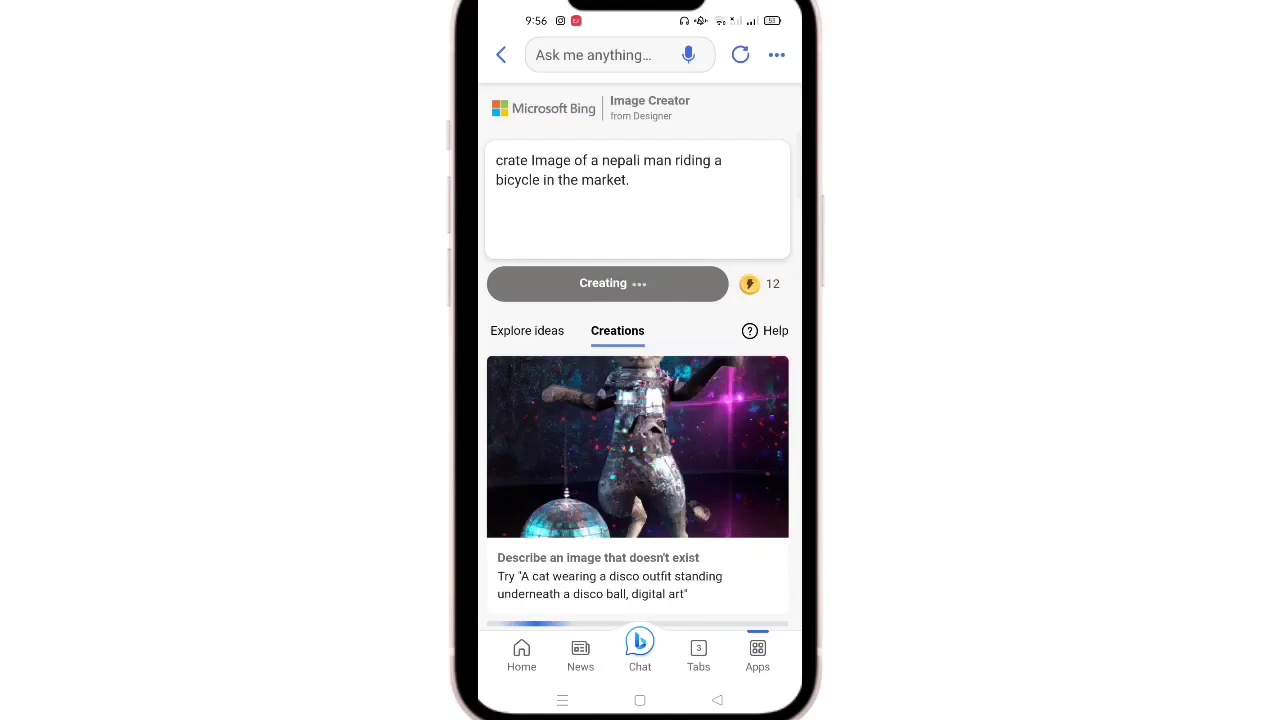 9:56
53
Ask me anything...
Microsoft Bing
Image Creator
from Designer
crate Image of a nepali man riding a
bicycle in the market.
Creating
12
Explore ideas
Creations
? Help
Describe an image that doesn't exist
Try "A cat wearing a disco outfit standing
underneath a disco ball, digital art"
Home
News
Chat
3
Tabs
Apps